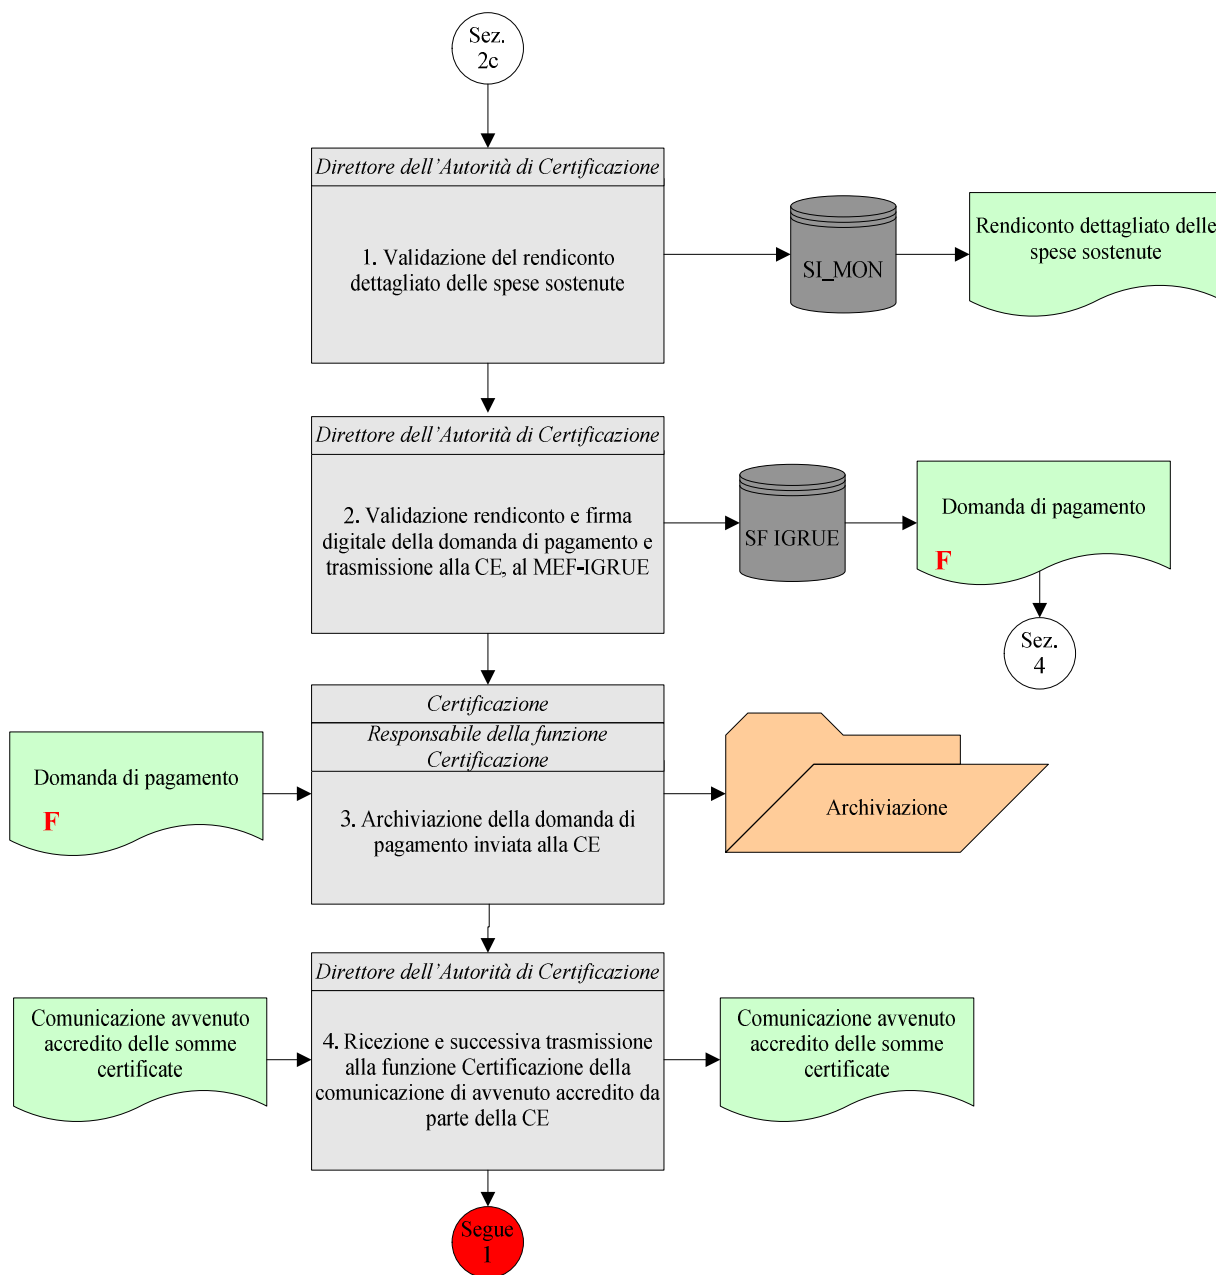 Sez.
2c
Direttore dell'Autorità di Certificazione
1. Validazione del rendiconto
dettagliato delle spese sostenute
SI_MON
Rendiconto dettagliato delle
spese sostenute
Direttore dell'Autorità di Certificazione
2. Validazione rendiconto e firma
digitale della domanda di pagamento e
trasmissione alla CE, al MEF-IGRUE
SF IGRUE
Domanda di pagamento
F
Sez.
4
Certificazione
Responsabile della funzione
Certificazione
Domanda di pagamento
F
3. Archiviazione della domanda di
pagamento inviata alla CE
Archiviazione
Direttore dell'Autorità di Certificazione
Comunicazione avvenuto
accredito delle somme
certificate
4. Ricezione e successiva trasmissione
alla funzione Certificazione della
comunicazione di avvenuto accredito da
parte della CE
Comunicazione avvenuto
accredito delle somme
certificate
Segue
1